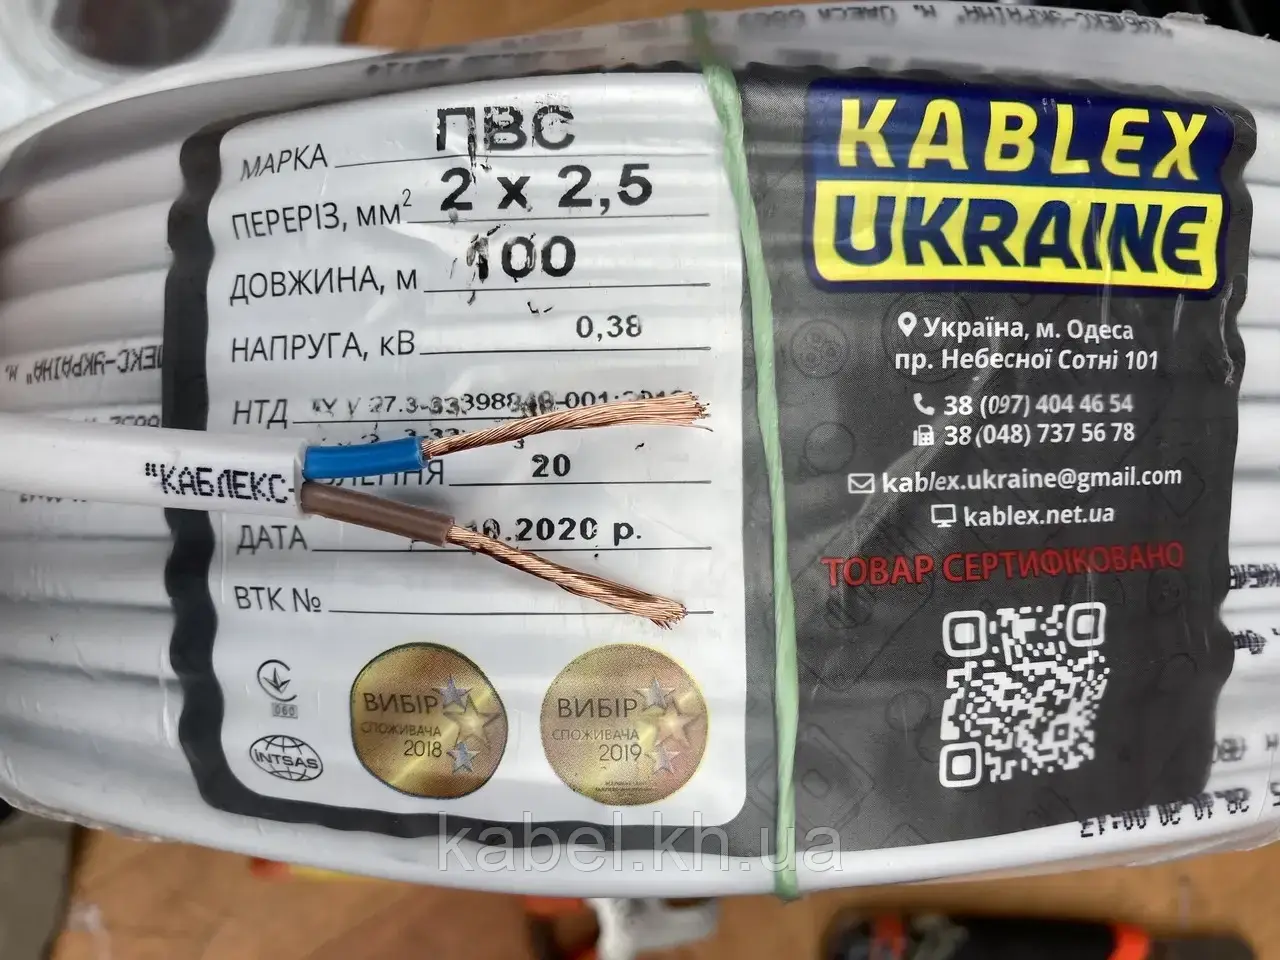 МАРКА ПВС
ПЕРЕРІЗ, мм² 2 х 2,5
ДОВЖИНА, м 100
НАПРУГА, кВ 0,38
НТД
20
ДАТА .2020 р.
ВТК №
"КАБЛЕКС-
060
INTSAS
ВИБІР
СПОЖИВАЧА
2018
ВИБІР
СПОЖИВАЧА
2019
KABLEX
UKRAINE
Україна, м. Одеса
пр. Небесної Сотні 101
38 (097) 404 46 54
38 (048) 737 56 78
kablex.ukraine@gmail.com
kablex.net.ua
ТОВАР СЕРТИФІКОВАНО
kabel.kh.ua